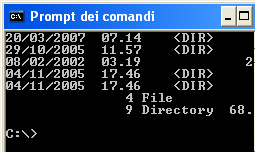 Prompt dei comandi
20/03/2007 07.14 <DIR>
29/10/2005 11.57 <DIR>
08/02/2002 03.19 2
04/11/2005 17.46 <DIR>
04/11/2005 17.46 <DIR>
4 File
9 Directory 68.
C:\>